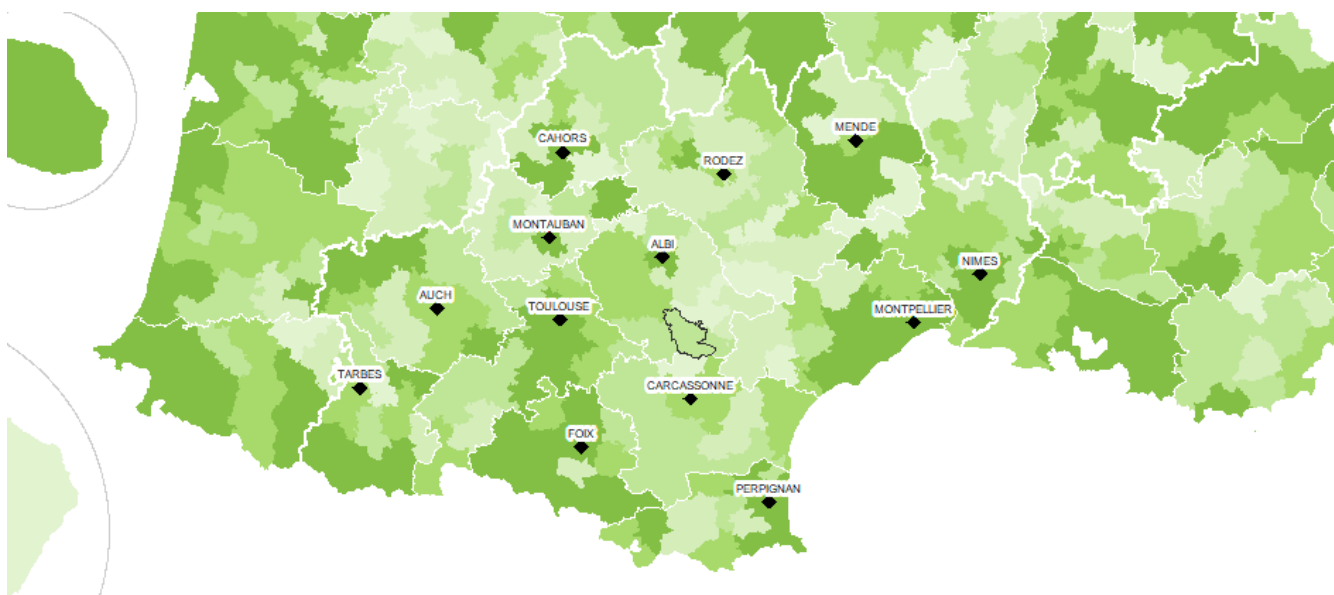 MENDE
CAHORS
RODEZ
MONTAUBAN
ALBI
NIMES
AUCH
TOULOUSE
MONTPELLIER
TARBES
CARCASSONNE
FOIX
PERPIGNAN